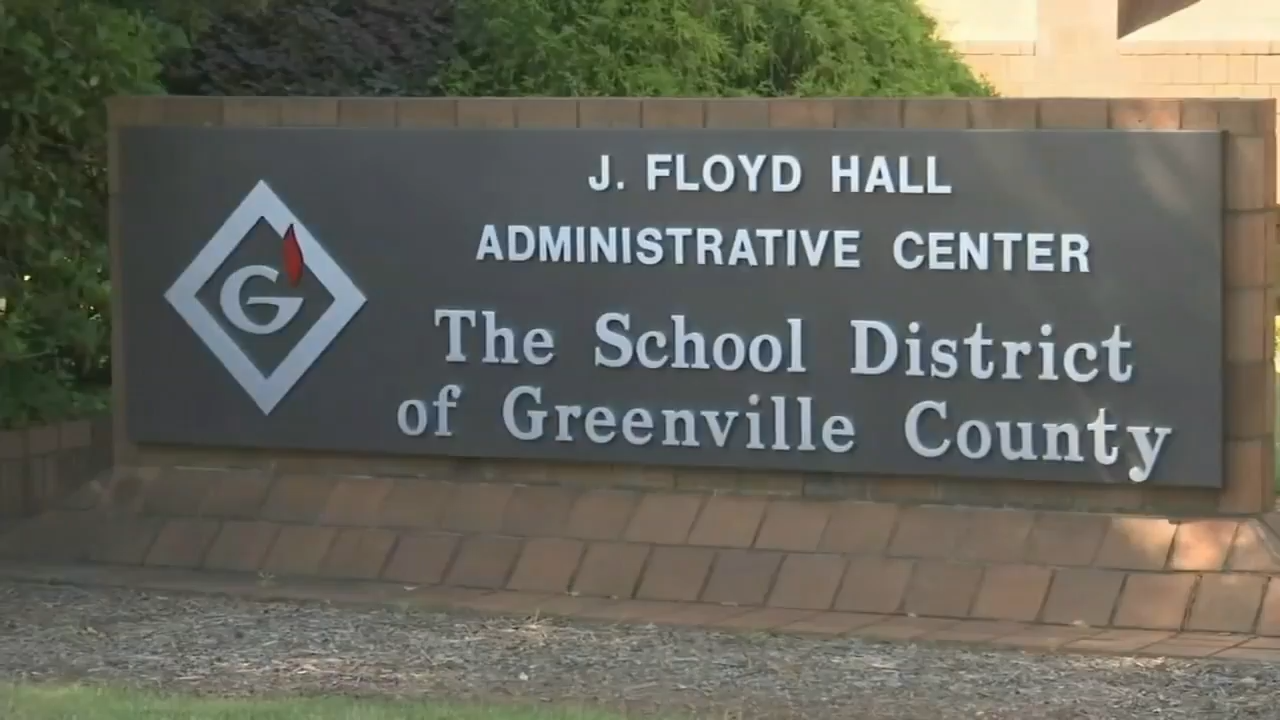 J. FLOYD HALL
ADMINISTRATIVE CENTER
G
The School District
of Greenville County